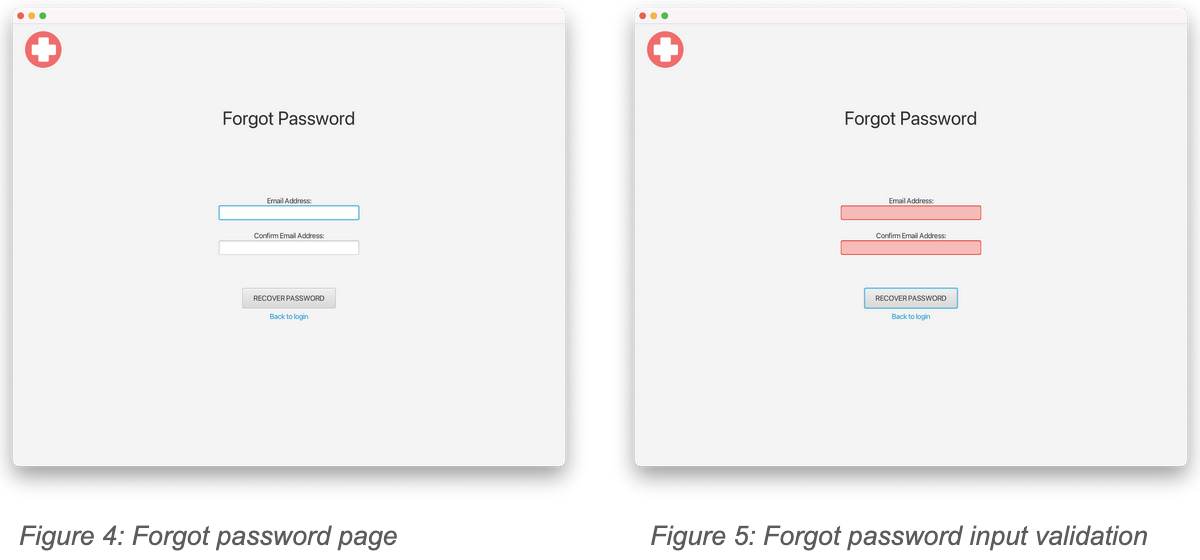 Forgot Password
Email Address:
Confirm Email Address:
RECOVER PASSWORD
Back to login
Figure 4: Forgot password page
Forgot Password
Email Address:
Confirm Email Address:
RECOVER PASSWORD
Back to login
Figure 5: Forgot password input validation